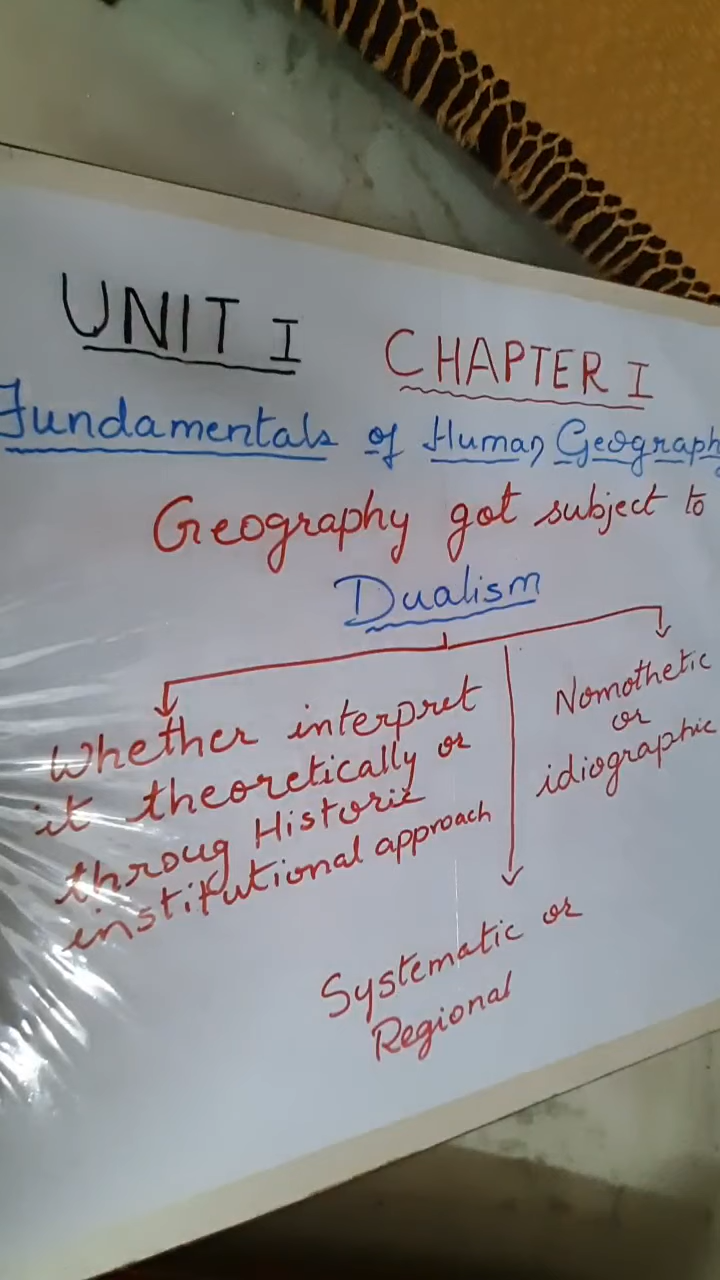 UNIT I CHAPTER I
Fundamentals of Human Geography
Geography got subject to
Dualism
Whether interpret
it theoretically or
throug Historic
institutional approach
Nomothetic
or
idiographic
Systematic or
Regional